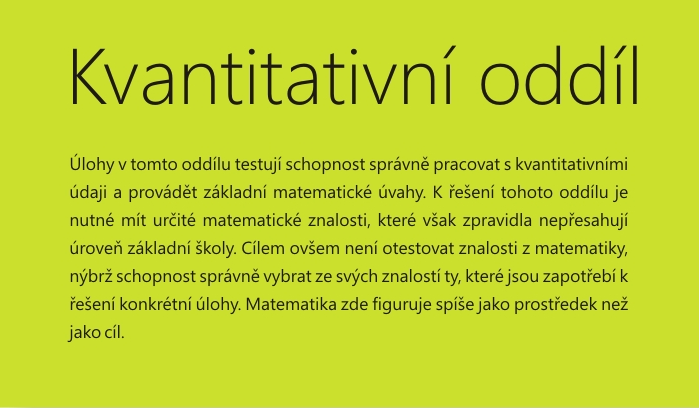 Kvantitativní oddíl
Úlohy v tomto oddílu testují schopnost správně pracovat s kvantitativními
údaji a provádět základní matematické úvahy. K řešení tohoto oddílu je
nutné mít určité matematické znalosti, které však zpravidla nepřesahují
úroveň základní školy. Cílem ovšem není otestovat znalosti z matematiky,
nýbrž schopnost správně vybrat ze svých znalostí ty, které jsou zapotřebí k
řešení konkrétní úlohy. Matematika zde figuruje spíše jako prostředek než
jako cíl.